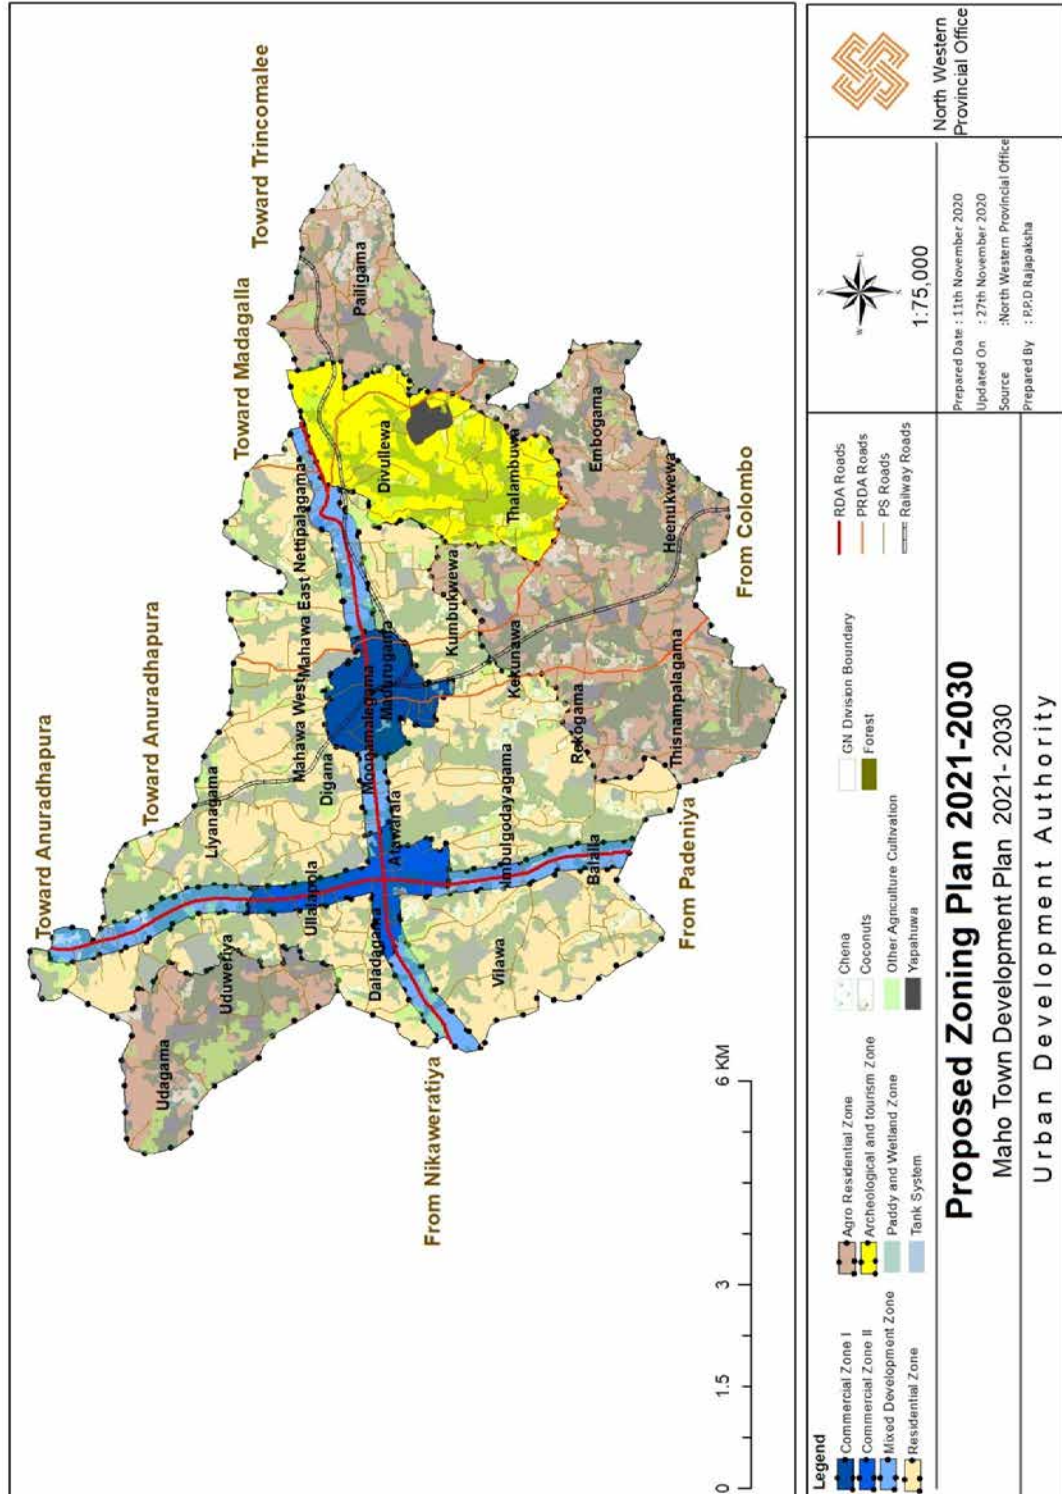 Toward Anuradhapura
Toward Anuradhapura
Toward Madagalla
Toward Trincomalee
From Nikaweratiya
From Padeniya
From Colombo
Udagama
Uduweriya
Liyanagama
Ullalapola
Daladagama
Vilawa
Atawarala
Digana
Mahawa West
Mahawa East
Nettipalagama
Moogamalegama
Madurugama
Imbulgodayagama
Balalla
Kumbukwewa
Kekunawa
Rekogama
Thisnampalagama
Divullewa
Thalambuwa
Pailigama
Embogama
Heenukwewa
0 1.5 3 6 KM
Legend
Commercial Zone I
Commercial Zone II
Mixed Development Zone
Residential Zone
Agro Residential Zone
Archeological and tourism Zone
Paddy and Wetland Zone
Tank System
Chena
Coconuts
Other Agriculture Cultivation
Yapahuwa
GN Division Boundary
Forest
RDA Roads
PRDA Roads
PS Roads
Railway Roads
Proposed Zoning Plan 2021-2030
Maho Town Development Plan 2021- 2030
Urban Development Authority
N
W E
S
1:75,000
Prepared Date : 11th November 2020
Updated On : 27th November 2020
Source :North Western Provincial Office
Prepared By : P.P.D Rajapaksha
North Western
Provincial Office